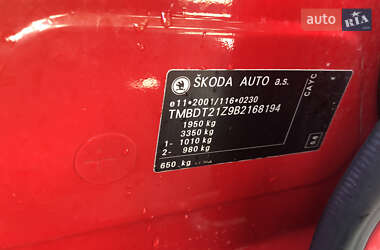 auto RIA
ŠKODA AUTO a.s.
e11*2001/116*0230
TMBDT21Z9B2168194
1950 kg
3350 kg
1- 1010 kg
2- 980 kg
650 kg
CAYC